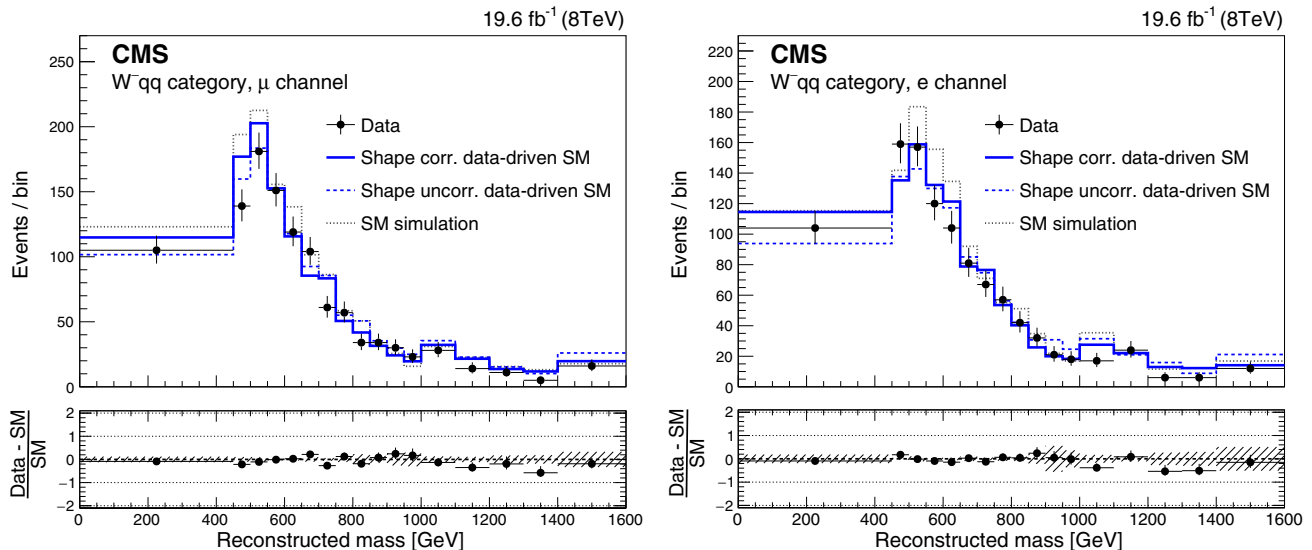 19.6 fb⁻¹ (8TeV)
CMS
W⁻qq category, μ channel
Data
Shape corr. data-driven SM
Shape uncorr. data-driven SM
SM simulation
Events / bin
250
200
150
100
50
0
Data - SM
SM
2
1
0
−1
−2
0 200 400 600 800 1000 1200 1400 1600
Reconstructed mass [GeV]
19.6 fb⁻¹ (8TeV)
CMS
W⁻qq category, e channel
Data
Shape corr. data-driven SM
Shape uncorr. data-driven SM
SM simulation
Events / bin
220
200
180
160
140
120
100
80
60
40
20
0
Data - SM
SM
2
1
0
−1
−2
0 200 400 600 800 1000 1200 1400 1600
Reconstructed mass [GeV]